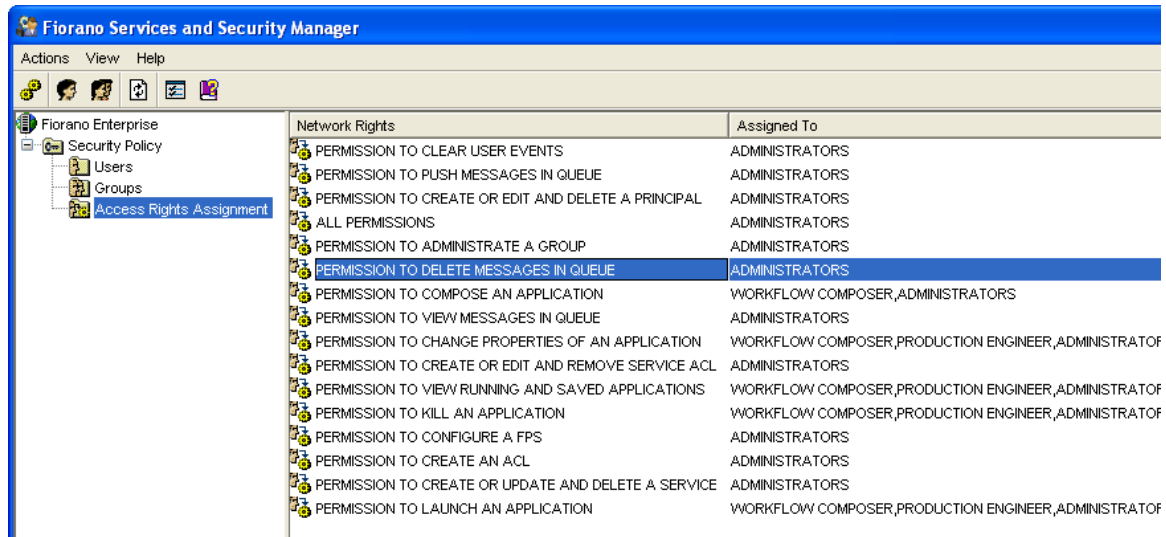 Fiorano Services and Security Manager
Actions View Help
Fiorano Enterprise
Security Policy
Users
Groups
Access Rights Assignment
Network Rights Assigned To
PERMISSION TO CLEAR USER EVENTS ADMINISTRATORS
PERMISSION TO PUSH MESSAGES IN QUEUE ADMINISTRATORS
PERMISSION TO CREATE OR EDIT AND DELETE A PRINCIPAL ADMINISTRATORS
ALL PERMISSIONS ADMINISTRATORS
PERMISSION TO ADMINISTRATE A GROUP ADMINISTRATORS
PERMISSION TO DELETE MESSAGES IN QUEUE ADMINISTRATORS
PERMISSION TO COMPOSE AN APPLICATION WORKFLOW COMPOSER,ADMINISTRATORS
PERMISSION TO VIEW MESSAGES IN QUEUE ADMINISTRATORS
PERMISSION TO CHANGE PROPERTIES OF AN APPLICATION WORKFLOW COMPOSER,PRODUCTION ENGINEER,ADMINISTRATOR
PERMISSION TO CREATE OR EDIT AND REMOVE SERVICE ACL ADMINISTRATORS
PERMISSION TO VIEW RUNNING AND SAVED APPLICATIONS WORKFLOW COMPOSER,PRODUCTION ENGINEER,ADMINISTRATOR
PERMISSION TO KILL AN APPLICATION WORKFLOW COMPOSER,PRODUCTION ENGINEER,ADMINISTRATOR
PERMISSION TO CONFIGURE A FPS ADMINISTRATORS
PERMISSION TO CREATE AN ACL ADMINISTRATORS
PERMISSION TO CREATE OR UPDATE AND DELETE A SERVICE ADMINISTRATORS
PERMISSION TO LAUNCH AN APPLICATION WORKFLOW COMPOSER,PRODUCTION ENGINEER,ADMINISTRATOR